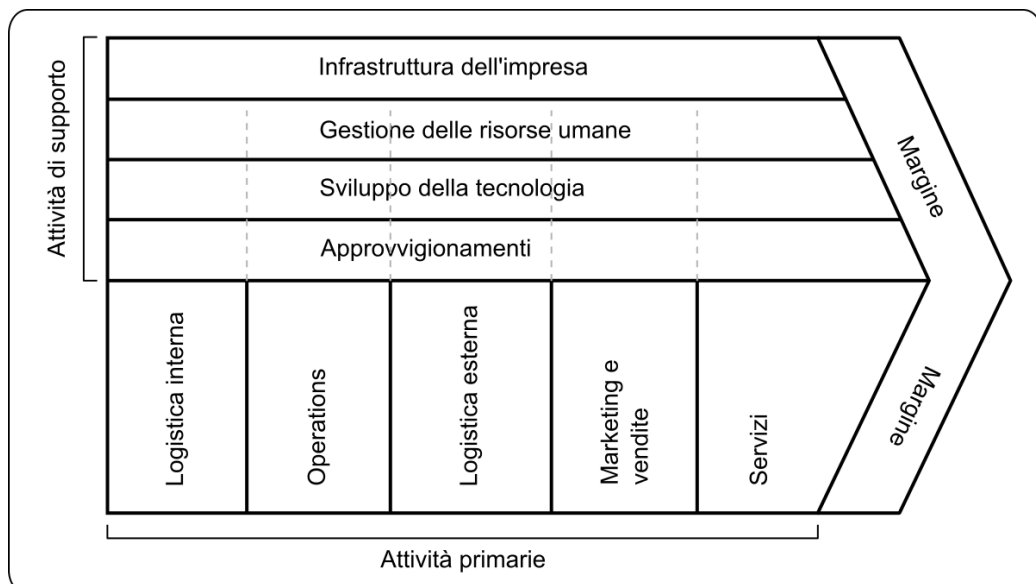 Attività di supporto
Infrastruttura dell'impresa
Gestione delle risorse umane
Sviluppo della tecnologia
Approvvigionamenti
Margine
Logistica interna
Operations
Logistica esterna
Marketing e
vendite
Servizi
Margine
Attività primarie